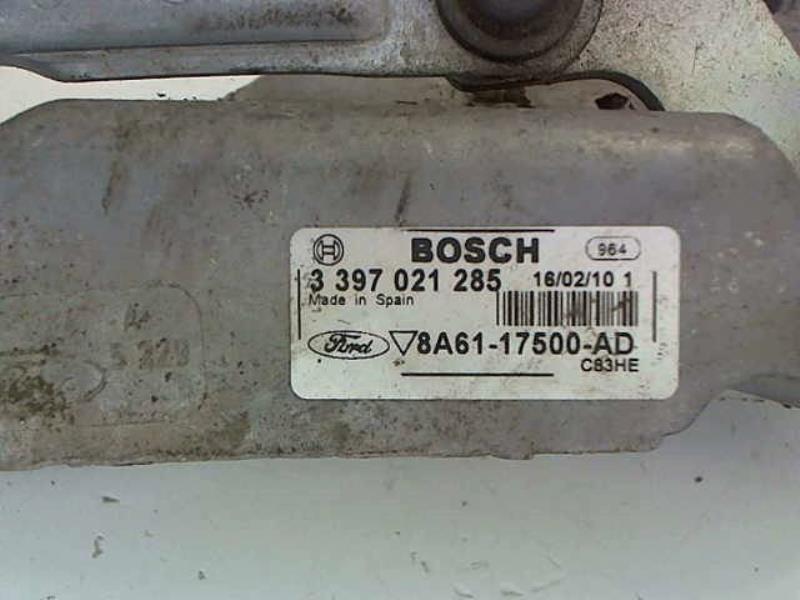 BOSCH 964
3 397 021 285 16/02/10 1
Made in Spain
Ford 8A61-17500-AD
C83HE